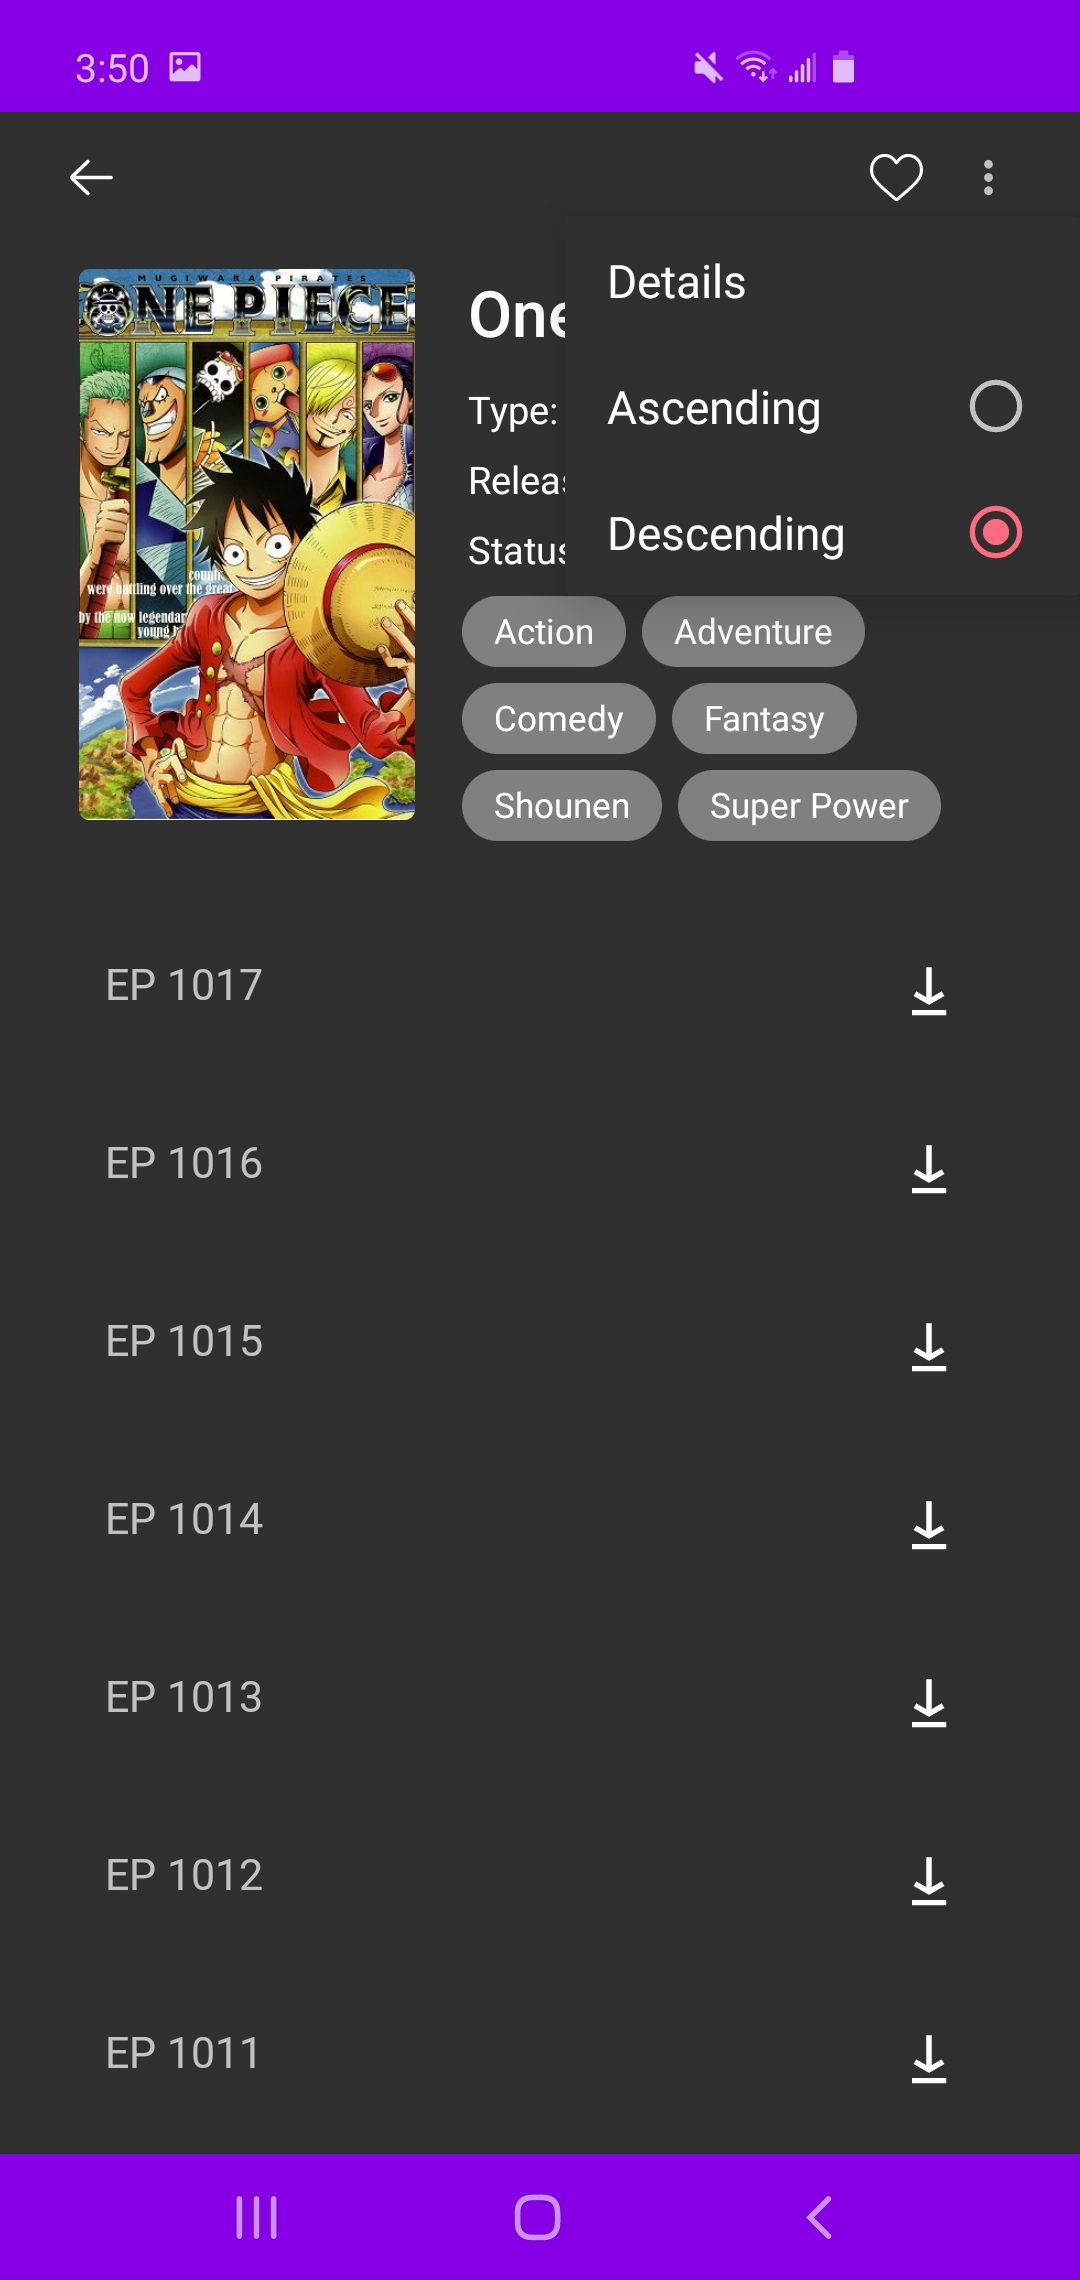 3:50
MUGIWARA PIRATES
ONE PIECE
were battling over the great
by the now legendar
young
One
Type:
Releas
Status
Details
Ascending
Descending
Action
Adventure
Comedy
Fantasy
Shounen
Super Power
EP 1017
EP 1016
EP 1015
EP 1014
EP 1013
EP 1012
EP 1011